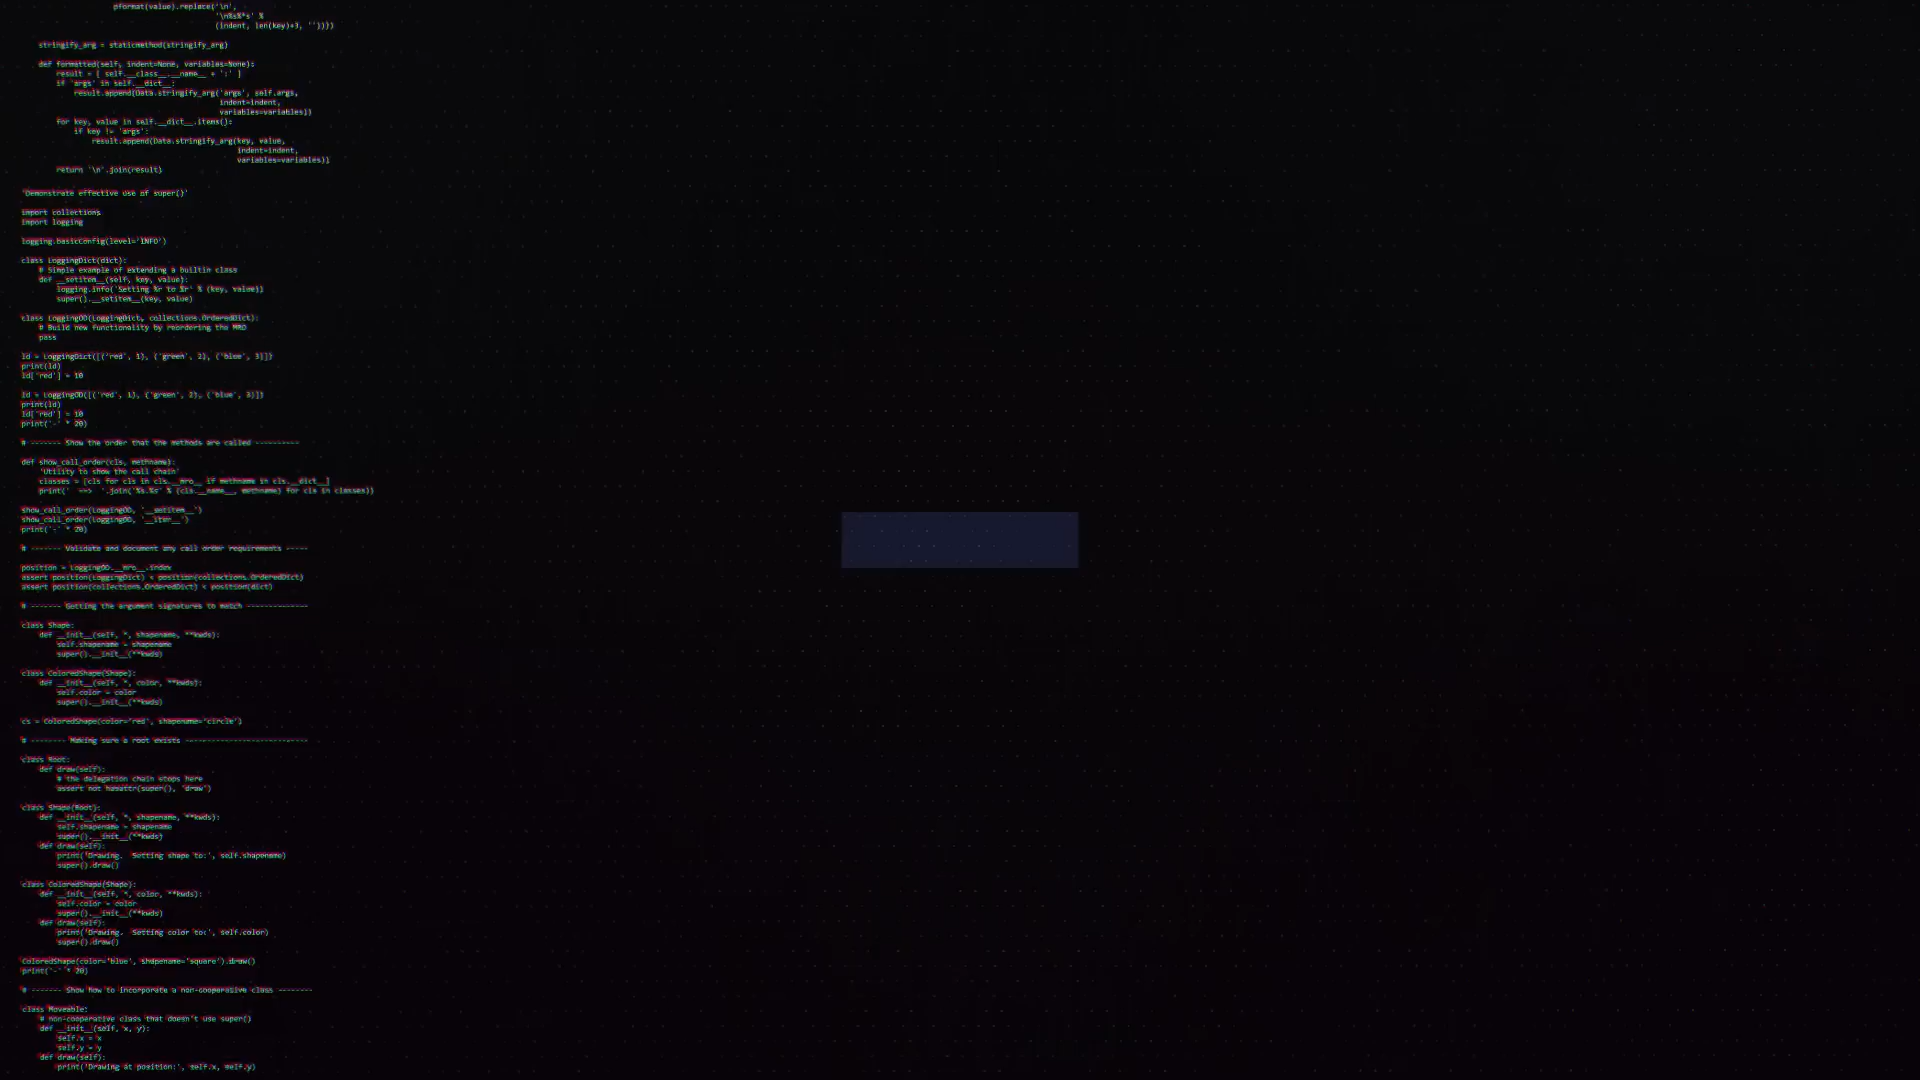 pformat(value).replace('\n',
'\n%s%*s' %
(indent, len(key)+3, ''))))
stringify_arg = staticmethod(stringify_arg)
def formatted(self, indent=None, variables=None):
result = [ self.__class__.__name__ + ':' ]
if 'args' in self.__dict__:
result.append(Data.stringify_arg('args', self.args,
indent=indent,
variables=variables))
for key, value in self.__dict__.items():
if key != 'args':
result.append(Data.stringify_arg(key, value,
indent=indent,
variables=variables))
return '\n'.join(result)
'Demonstrate effective use of super()'
import collections
import logging
logging.basicConfig(level='INFO')
class LoggingDict(dict):
# Simple example of extending a builtin class
def __setitem__(self, key, value):
logging.info('Setting %r to %r' % (key, value))
super().__setitem__(key, value)
class LoggingOD(LoggingDict, collections.OrderedDict):
# Build new functionality by reordering the MRO
pass
ld = LoggingDict([('red', 1), ('green', 2), ('blue', 3)])
print(ld)
ld['red'] = 10
ld = LoggingOD([('red', 1), ('green', 2), ('blue', 3)])
print(ld)
ld['red'] = 10
print('-' * 20)
# ------- Show the order that the methods are called ----------
def show_call_order(cls, methname):
'Utility to show the call chain'
classes = [cls for cls in cls.__mro__ if methname in cls.__dict__]
print('  ==>  '.join('%s.%s' % (cls.__name__, methname) for cls in classes))
show_call_order(LoggingOD, '__setitem__')
show_call_order(LoggingOD, '__iter__')
print('-' * 20)
# ------- Validate and document any call order requirements -----
position = LoggingOD.__mro__.index
assert position(LoggingDict) < position(collections.OrderedDict)
assert position(collections.OrderedDict) < position(dict)
# ------- Getting the argument signatures to match --------------
class Shape:
def __init__(self, *, shapename, **kwds):
self.shapename = shapename
super().__init__(**kwds)
class ColoredShape(Shape):
def __init__(self, *, color, **kwds):
self.color = color
super().__init__(**kwds)
cs = ColoredShape(color='red', shapename='circle')
# -------- Making sure a root exists ----------------------------
class Root:
def draw(self):
# the delegation chain stops here
assert not hasattr(super(), 'draw')
class Shape(Root):
def __init__(self, *, shapename, **kwds):
self.shapename = shapename
super().__init__(**kwds)
def draw(self):
print('Drawing.  Setting shape to:', self.shapename)
super().draw()
class ColoredShape(Shape):
def __init__(self, *, color, **kwds):
self.color = color
super().__init__(**kwds)
def draw(self):
print('Drawing.  Setting color to:', self.color)
super().draw()
ColoredShape(color='blue', shapename='square').draw()
print('-' * 20)
# ------- Show how to incorporate a non-cooperative class --------
class Moveable:
# non-cooperative class that doesn't use super()
def __init__(self, x, y):
self.x = x
self.y = y
def draw(self):
print('Drawing at position:', self.x, self.y)